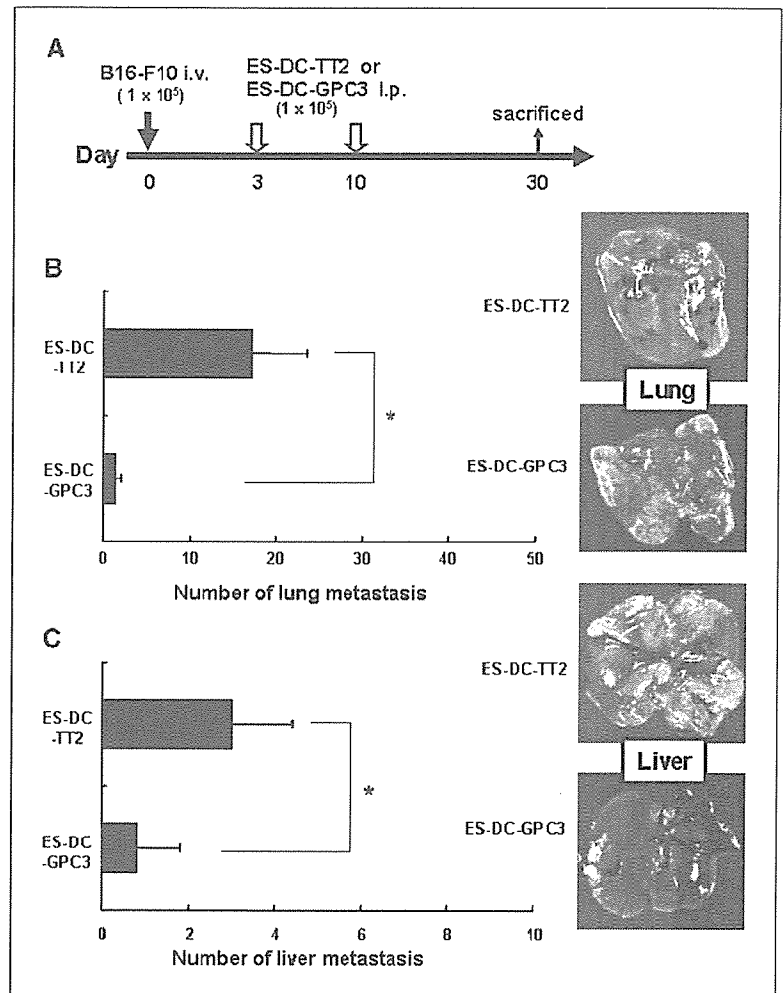 A
B16-F10 i.v.
(1 x 10⁵)
ES-DC-TT2 or
ES-DC-GPC3 i.p.
(1 x 10⁵)
sacrificed
Day
0 3 10 30
B
ES-DC
-TT2
*
ES-DC
-GPC3
0 10 20 30 40 50
Number of lung metastasis
ES-DC-TT2
Lung
ES-DC-GPC3
C
ES-DC
-TT2
*
ES-DC
-GPC3
0 2 4 6 8 10
Number of liver metastasis
ES-DC-TT2
Liver
ES-DC-GPC3